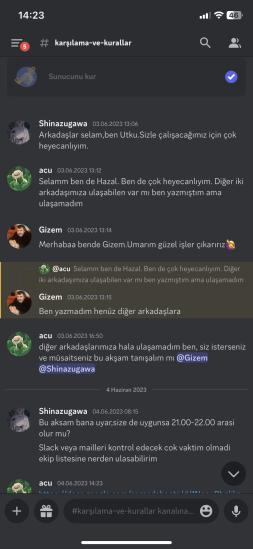 14:23
46
5
# karşılama-ve-kurallar
Sunucunu kur
Shinazugawa 03.06.2023 13:06
Arkadaşlar selam,ben Utku.Sizle çalışacağımız için çok
heyecanlıyım.
acu 03.06.2023 13:12
Selamm ben de Hazal. Ben de çok heyecanlıyım. Diğer iki
arkadaşımıza ulaşabilen var mı ben yazmıştım ama
ulaşamadım
Gizem 03.06.2023 13:14
Merhabaa bende Gizem.Umarım güzel işler çıkarırız
@acu Selamm ben de Hazal. Ben de çok heyecanlıyım. Diğer
iki arkadaşımıza ulaşabilen var mı ben yazmıştım ama ulaşamadım
Gizem 03.06.2023 13:15
Ben yazmadım henüz diğer arkadaşlara
acu 03.06.2023 16:50
diğer arkadaşlarımıza hala ulaşamadım ben, siz isterseniz
ve müsaitseniz bu akşam tanışalım mı @Gizem
@Shinazugawa
4 Haziran 2023
Shinazugawa 04.06.2023 08:15
Bu aksam bana uyar,size de uygunsa 21.00-22.00 arasi
olur mu?
Slack veya mailleri kontrol edecek cok vaktim olmadi
ekip listesine nerden ulasabilirim
acu 04.06.2023 14:23
#karşılama-ve-kurallar kanalına...